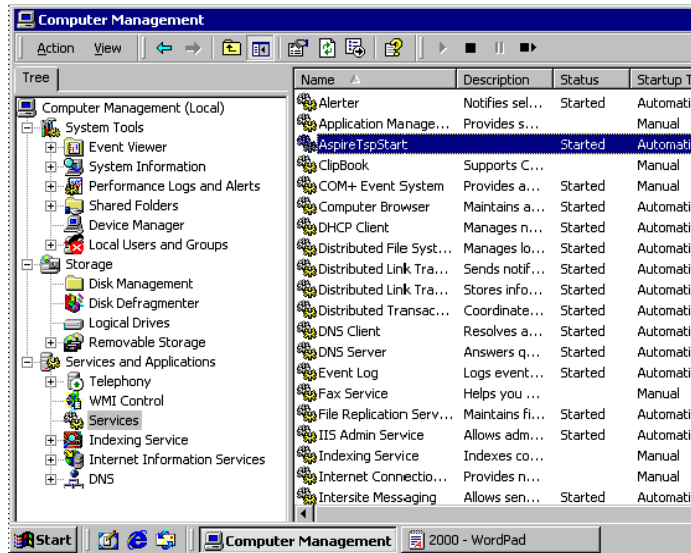 Computer Management
Action View
Tree
Name Description Status Startup T
Computer Management (Local)
System Tools
Event Viewer
System Information
Performance Logs and Alerts
Shared Folders
Device Manager
Local Users and Groups
Storage
Disk Management
Disk Defragmenter
Logical Drives
Removable Storage
Services and Applications
Telephony
WMI Control
Services
Indexing Service
Internet Information Services
DNS
Alerter Notifies sel... Started Automati
Application Manage... Provides s... Manual
AspireTspStart Started Automati
ClipBook Supports C... Manual
COM+ Event System Provides a... Started Manual
Computer Browser Maintains a... Started Automati
DHCP Client Manages n... Started Automati
Distributed File Syst... Manages lo... Started Automati
Distributed Link Tra... Sends notif... Started Automati
Distributed Link Tra... Stores info... Started Automati
Distributed Transac... Coordinate... Started Automati
DNS Client Resolves a... Started Automati
DNS Server Answers q... Started Automati
Event Log Logs event... Started Automati
Fax Service Helps you ... Manual
File Replication Serv... Maintains fi... Started Automati
IIS Admin Service Allows adm... Started Automati
Indexing Service Indexes co... Manual
Internet Connectio... Provides n... Manual
Intersite Messaging Allows sen... Started Automati
Start Computer Management 2000 - WordPad